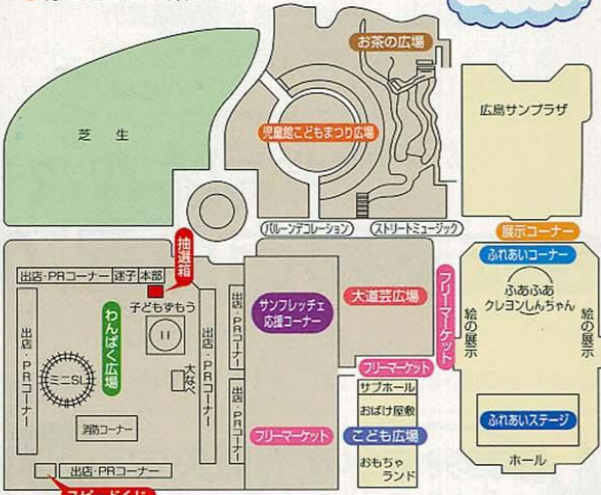 お茶の広場
広島サンプラザ
芝生
児童館こどもまつり広場
バルーンデコレーション
ストリートミュージック
展示コーナー
抽選箱
ふれあいコーナー
出店・PRコーナー
迷子
本部
子どもずもう
サンフレッチェ
応援コーナー
大道芸広場
フリーマーケット
ふあふあ
クレヨンしんちゃん
絵の展示
絵の展示
出店・PRコーナー
わんぱく広場
出店・PRコーナー
出店・PRコーナー
大なべ
ミニSL
フリーマーケット
サブホール
おばけ屋敷
消防コーナー
出店・PRコーナー
フリーマーケット
こども広場
ふれあいステージ
おもちゃ
ランド
ホール
出店・PRコーナー